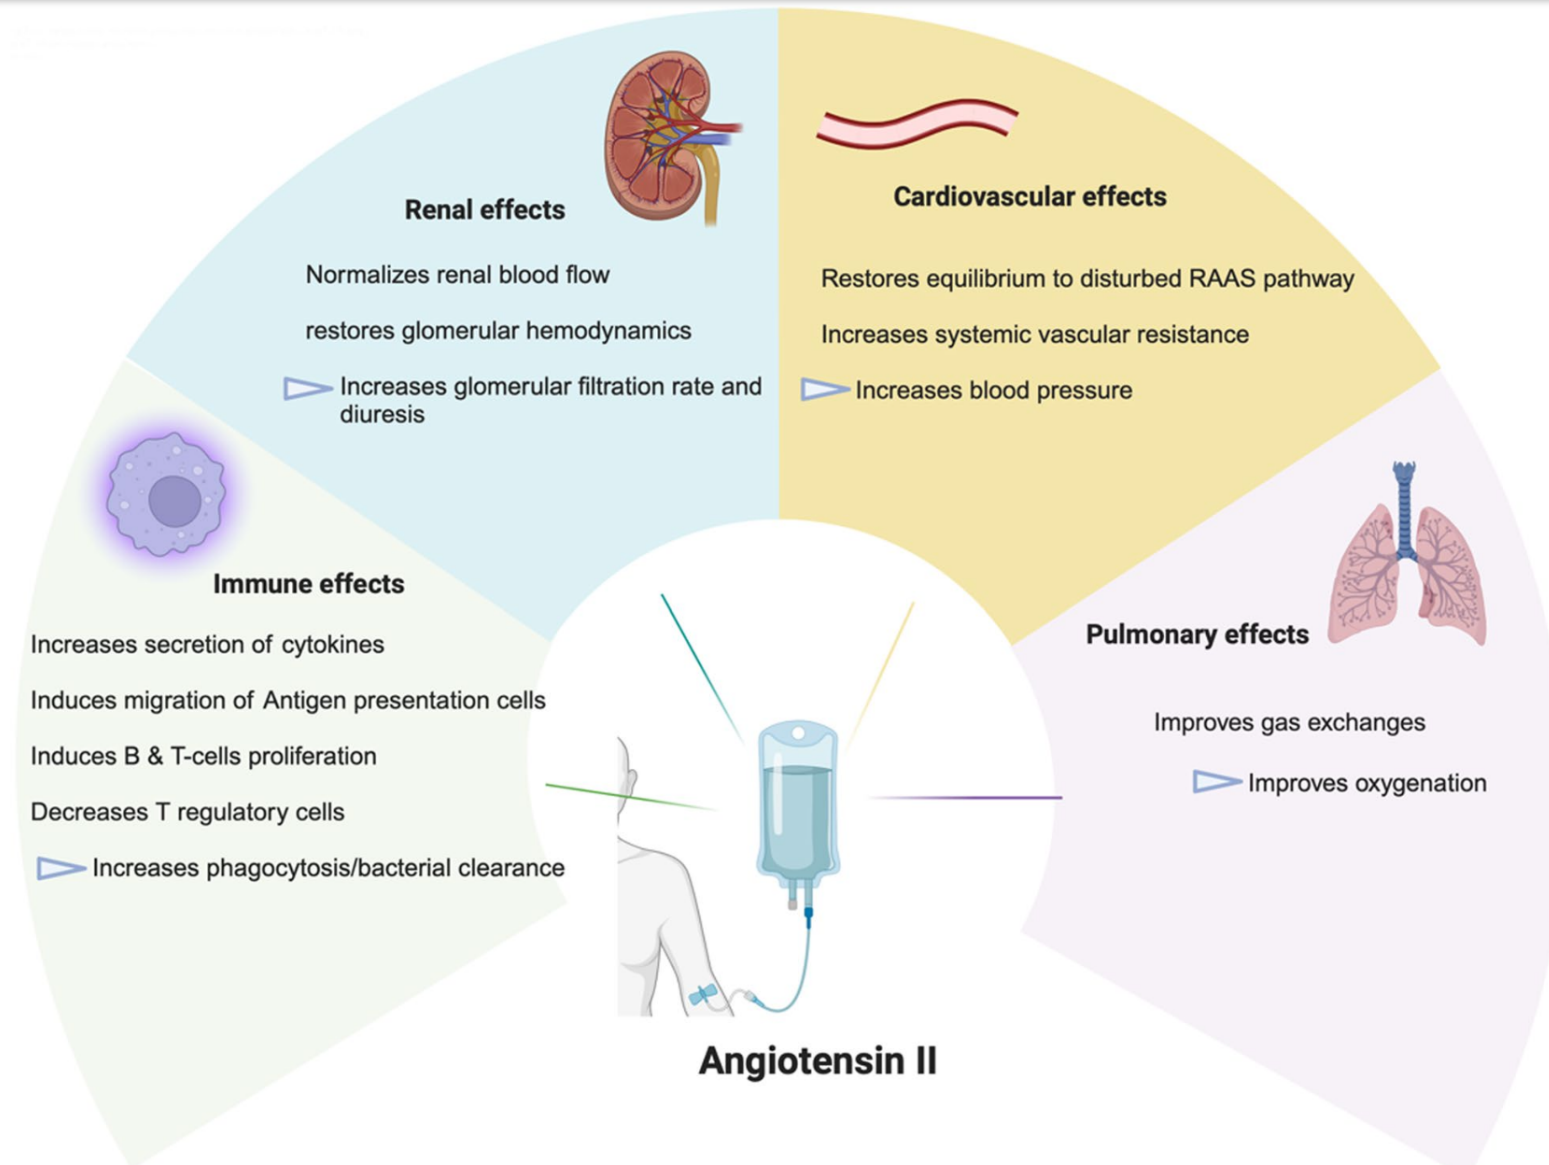 Renal effects
Normalizes renal blood flow
restores glomerular hemodynamics
Increases glomerular filtration rate and
diuresis
Cardiovascular effects
Restores equilibrium to disturbed RAAS pathway
Increases systemic vascular resistance
Increases blood pressure
Immune effects
Increases secretion of cytokines
Induces migration of Antigen presentation cells
Induces B & T-cells proliferation
Decreases T regulatory cells
Increases phagocytosis/bacterial clearance
Pulmonary effects
Improves gas exchanges
Improves oxygenation
Angiotensin II